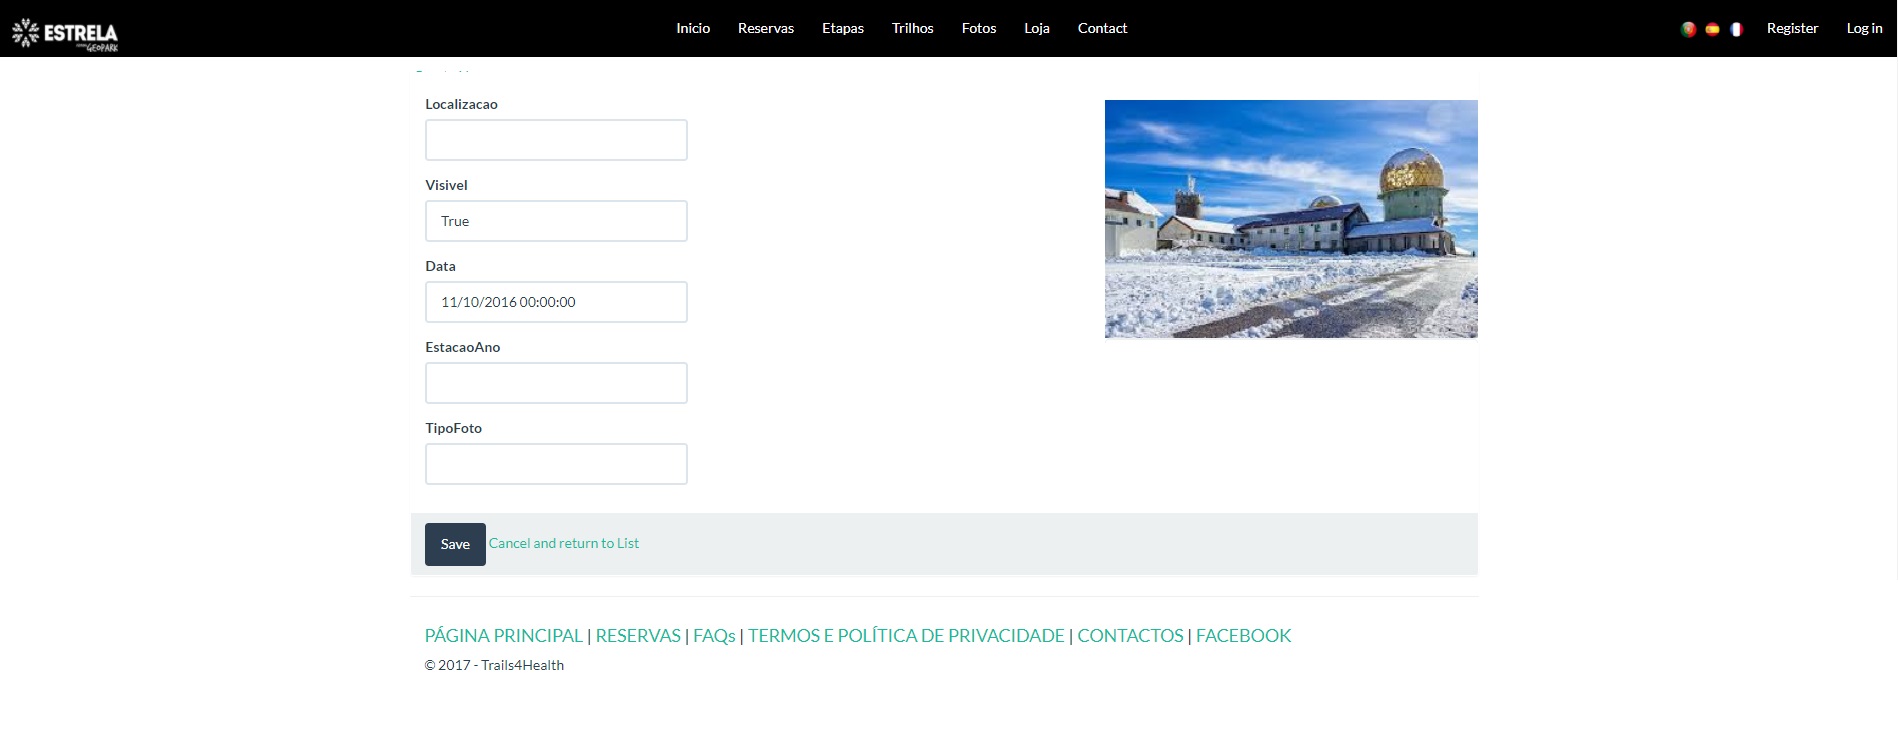 ESTRELA
GEOPARK
Inicio Reservas Etapas Trilhos Fotos Loja Contact
Register Log in
Localizacao
Visivel
True
Data
11/10/2016 00:00:00
EstacaoAno
TipoFoto
Save Cancel and return to List
PÁGINA PRINCIPAL | RESERVAS | FAQs | TERMOS E POLÍTICA DE PRIVACIDADE | CONTACTOS | FACEBOOK
© 2017 - Trails4Health